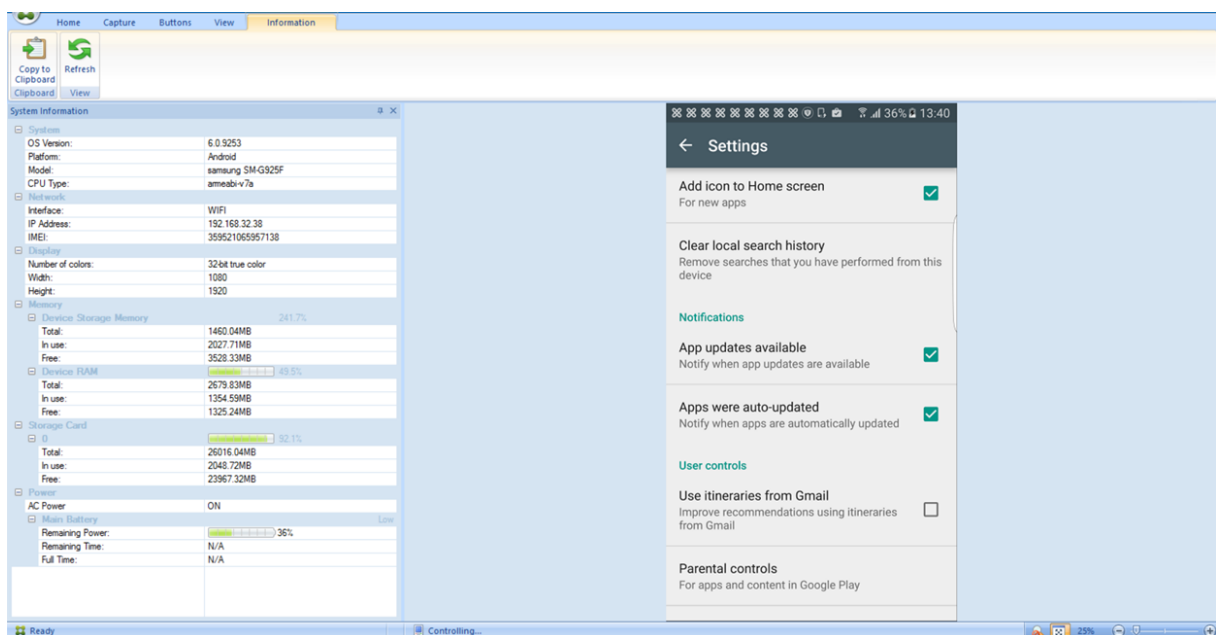 Home Capture Buttons View Information
Copy to Clipboard
Refresh
Clipboard View
System Information
System
OS Version: 6.0.9253
Platform: Android
Model: samsung SM-G925F
CPU Type: armeabi-v7a
Network
Interface: WIFI
IP Address: 192.168.32.38
IMEI: 359521065957138
Display
Number of colors: 32-bit true color
Width: 1080
Height: 1920
Memory
Device Storage Memory 241.7%
Total: 1460.04MB
In use: 2027.71MB
Free: 3528.33MB
Device RAM 49.5%
Total: 2679.83MB
In use: 1354.59MB
Free: 1325.24MB
Storage Card
0 92.1%
Total: 26016.04MB
In use: 2048.72MB
Free: 23967.32MB
Power
AC Power ON
Main Battery Low
Remaining Power: 36%
Remaining Time: N/A
Full Time: N/A
Ready
36% 13:40
Settings
Add icon to Home screen
For new apps
Clear local search history
Remove searches that you have performed from this
device
Notifications
App updates available
Notify when app updates are available
Apps were auto-updated
Notify when apps are automatically updated
User controls
Use itineraries from Gmail
Improve recommendations using itineraries
from Gmail
Parental controls
For apps and content in Google Play
Controlling...
25%